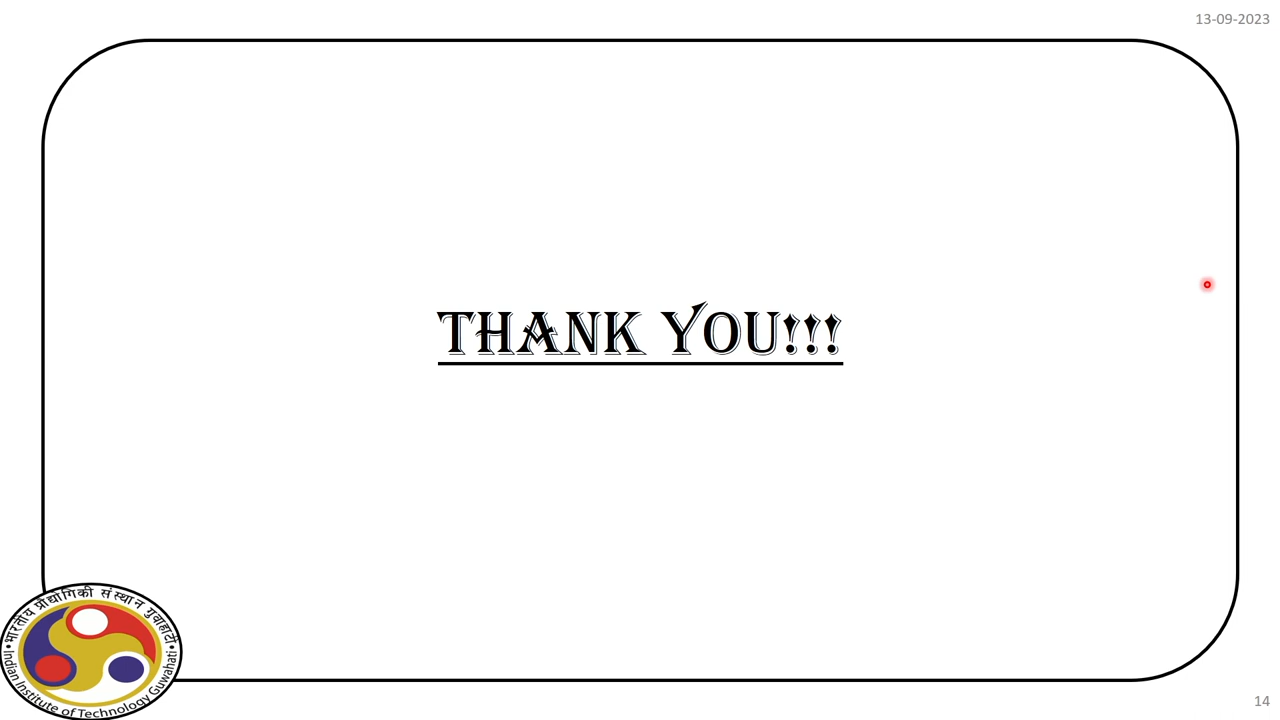 13-09-2023
THANK YOU!!!
भारतीय प्रौद्योगिकी संस्थान गुवाहाटी
Indian Institute of Technology Guwahati
14